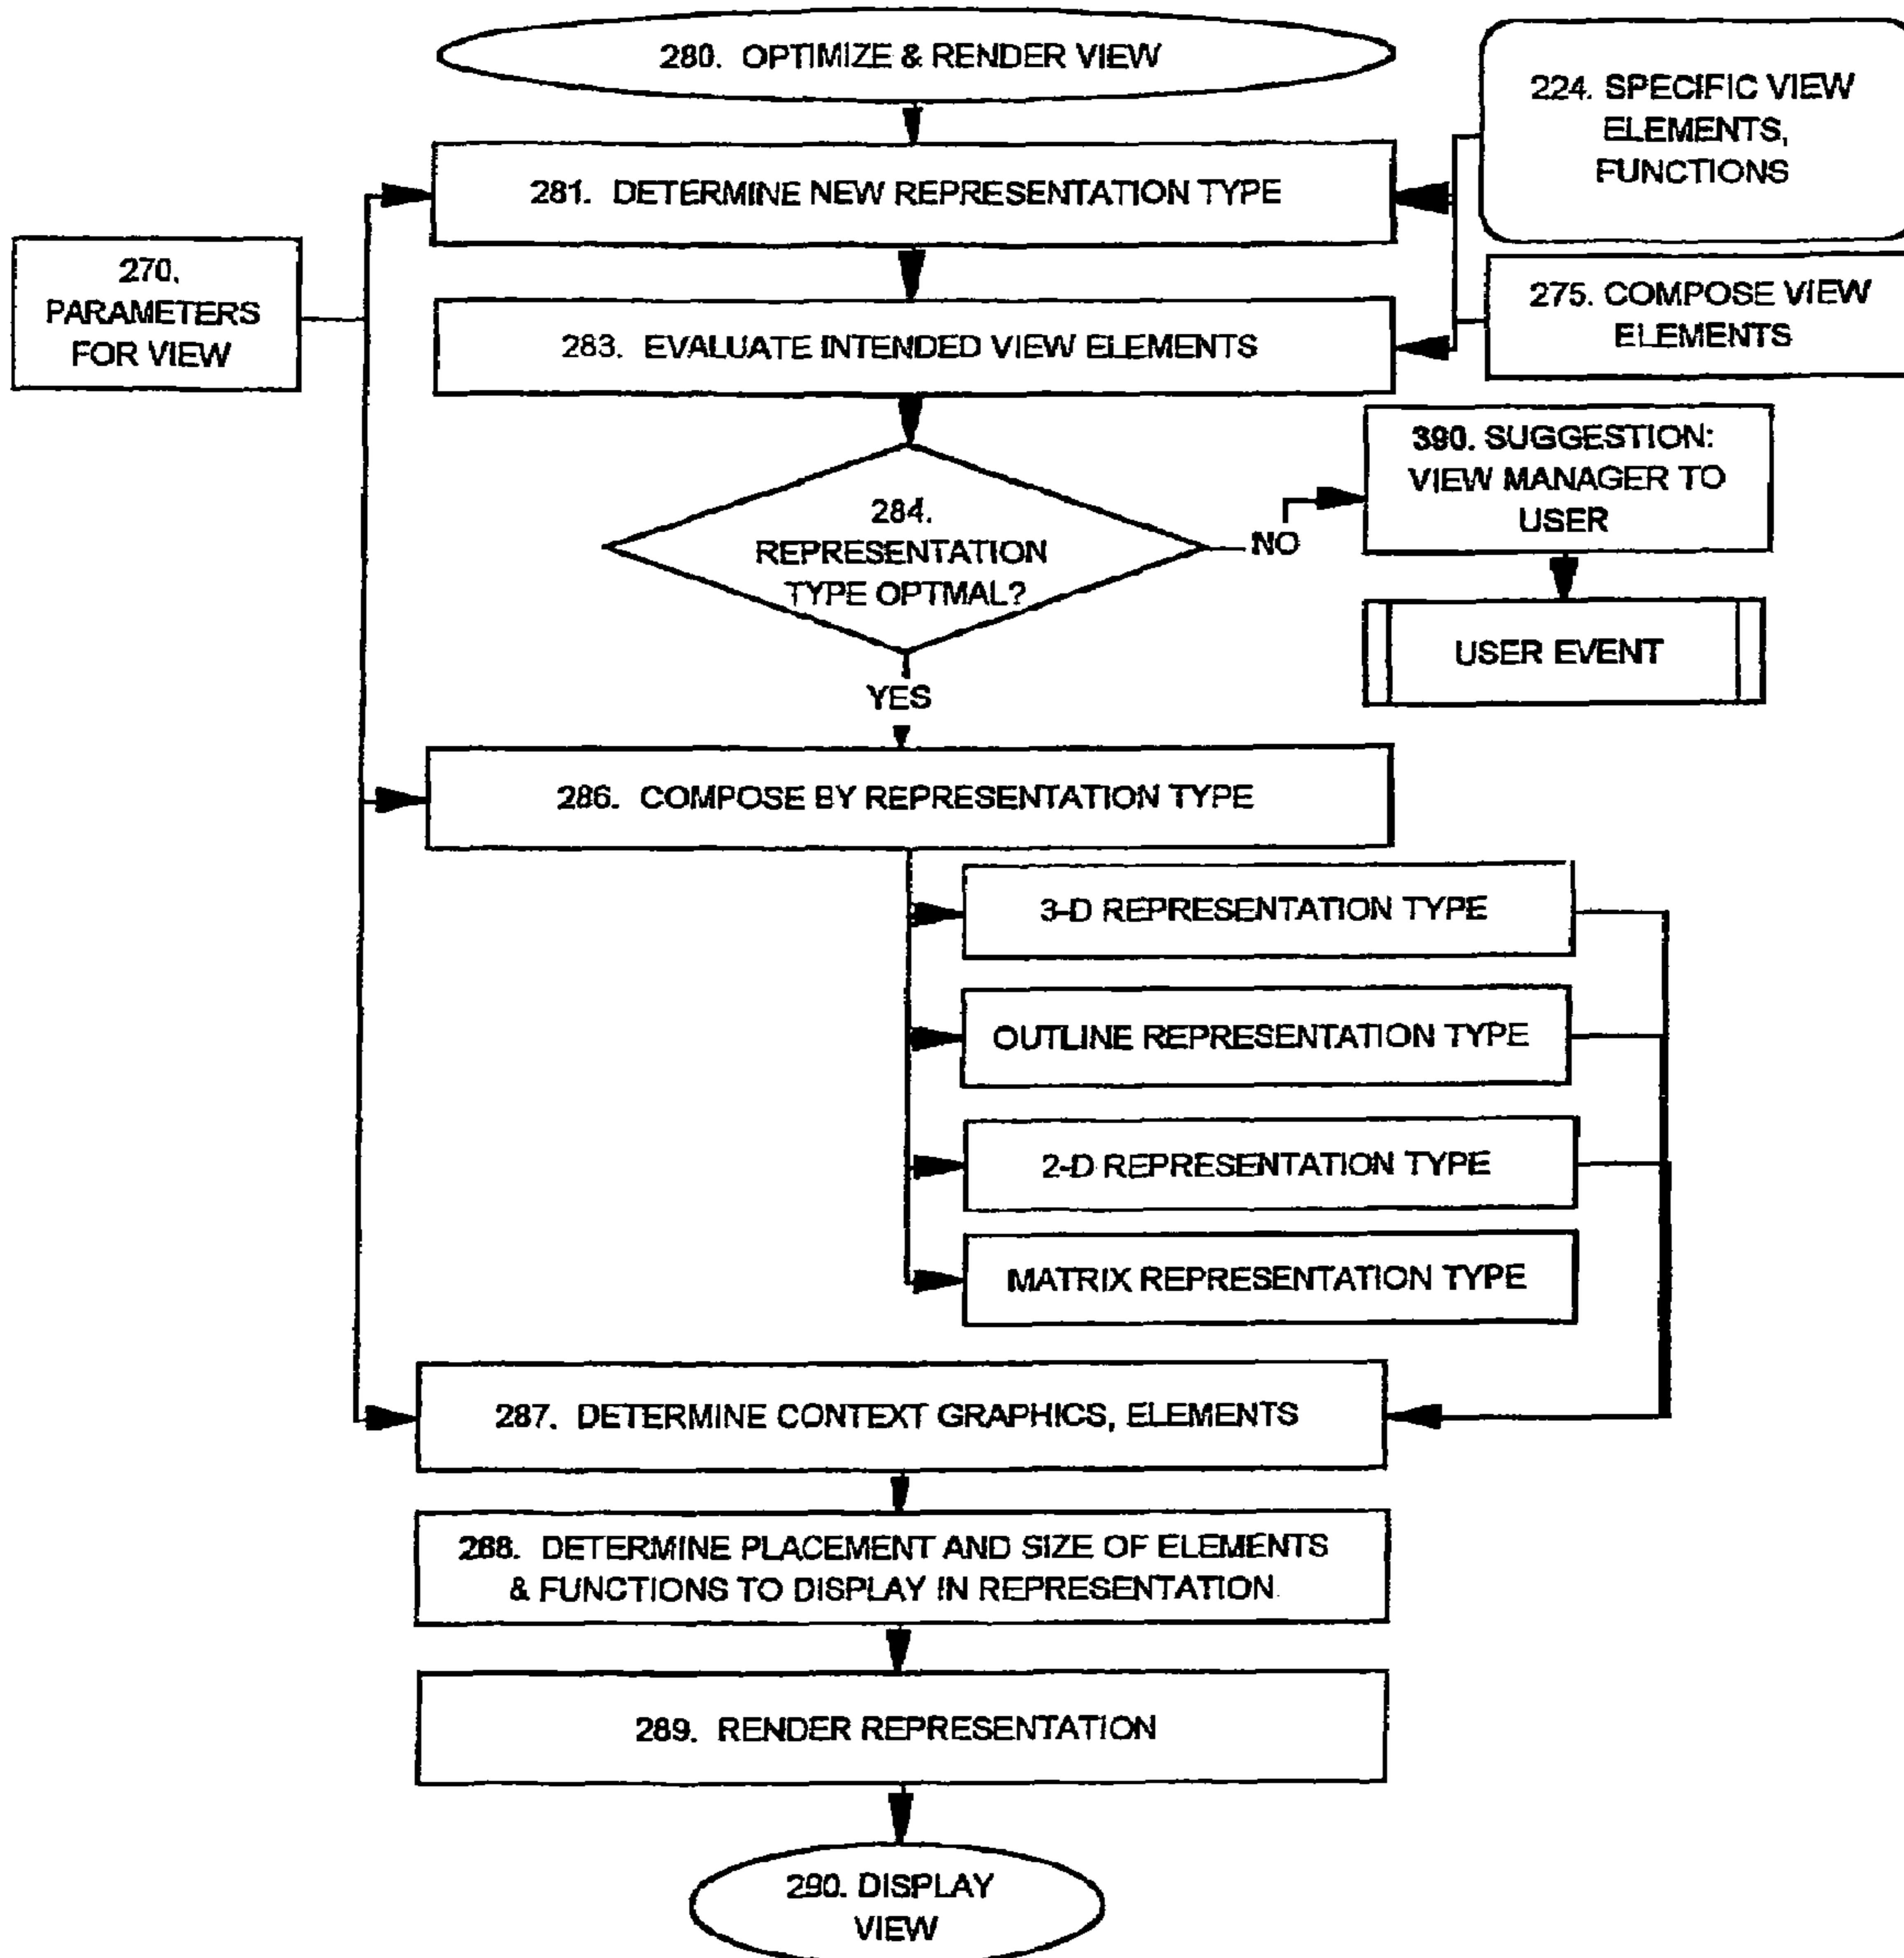 280. OPTIMIZE & RENDER VIEW
224. SPECIFIC VIEW
ELEMENTS,
FUNCTIONS
281. DETERMINE NEW REPRESENTATION TYPE
270.
PARAMETERS
FOR VIEW
275. COMPOSE VIEW
ELEMENTS
283. EVALUATE INTENDED VIEW ELEMENTS
390. SUGGESTION:
VIEW MANAGER TO
USER
284.
REPRESENTATION
TYPE OPTMAL?
NO
USER EVENT
YES
286. COMPOSE BY REPRESENTATION TYPE
3-D REPRESENTATION TYPE
OUTLINE REPRESENTATION TYPE
2-D REPRESENTATION TYPE
MATRIX REPRESENTATION TYPE
287. DETERMINE CONTEXT GRAPHICS, ELEMENTS
288. DETERMINE PLACEMENT AND SIZE OF ELEMENTS
& FUNCTIONS TO DISPLAY IN REPRESENTATION
289. RENDER REPRESENTATION
290. DISPLAY
VIEW